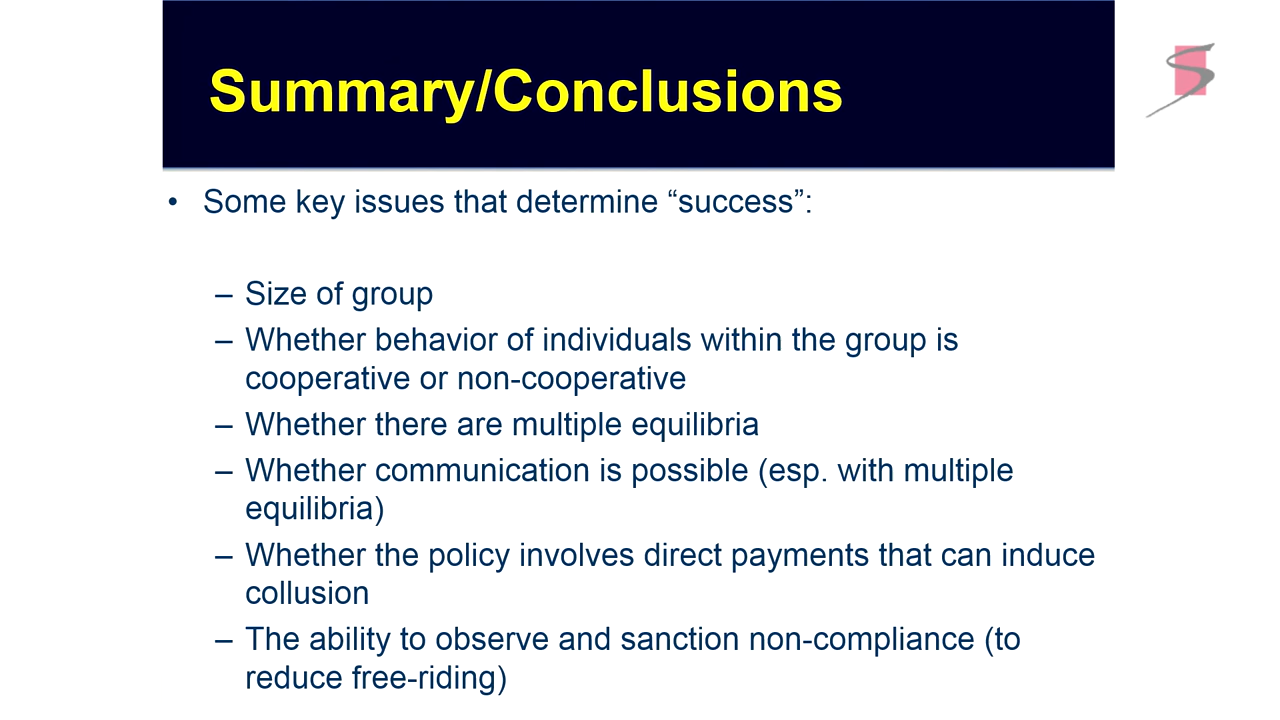 Summary/Conclusions
• Some key issues that determine “success”:
– Size of group
– Whether behavior of individuals within the group is
cooperative or non-cooperative
– Whether there are multiple equilibria
– Whether communication is possible (esp. with multiple
equilibria)
– Whether the policy involves direct payments that can induce
collusion
– The ability to observe and sanction non-compliance (to
reduce free-riding)